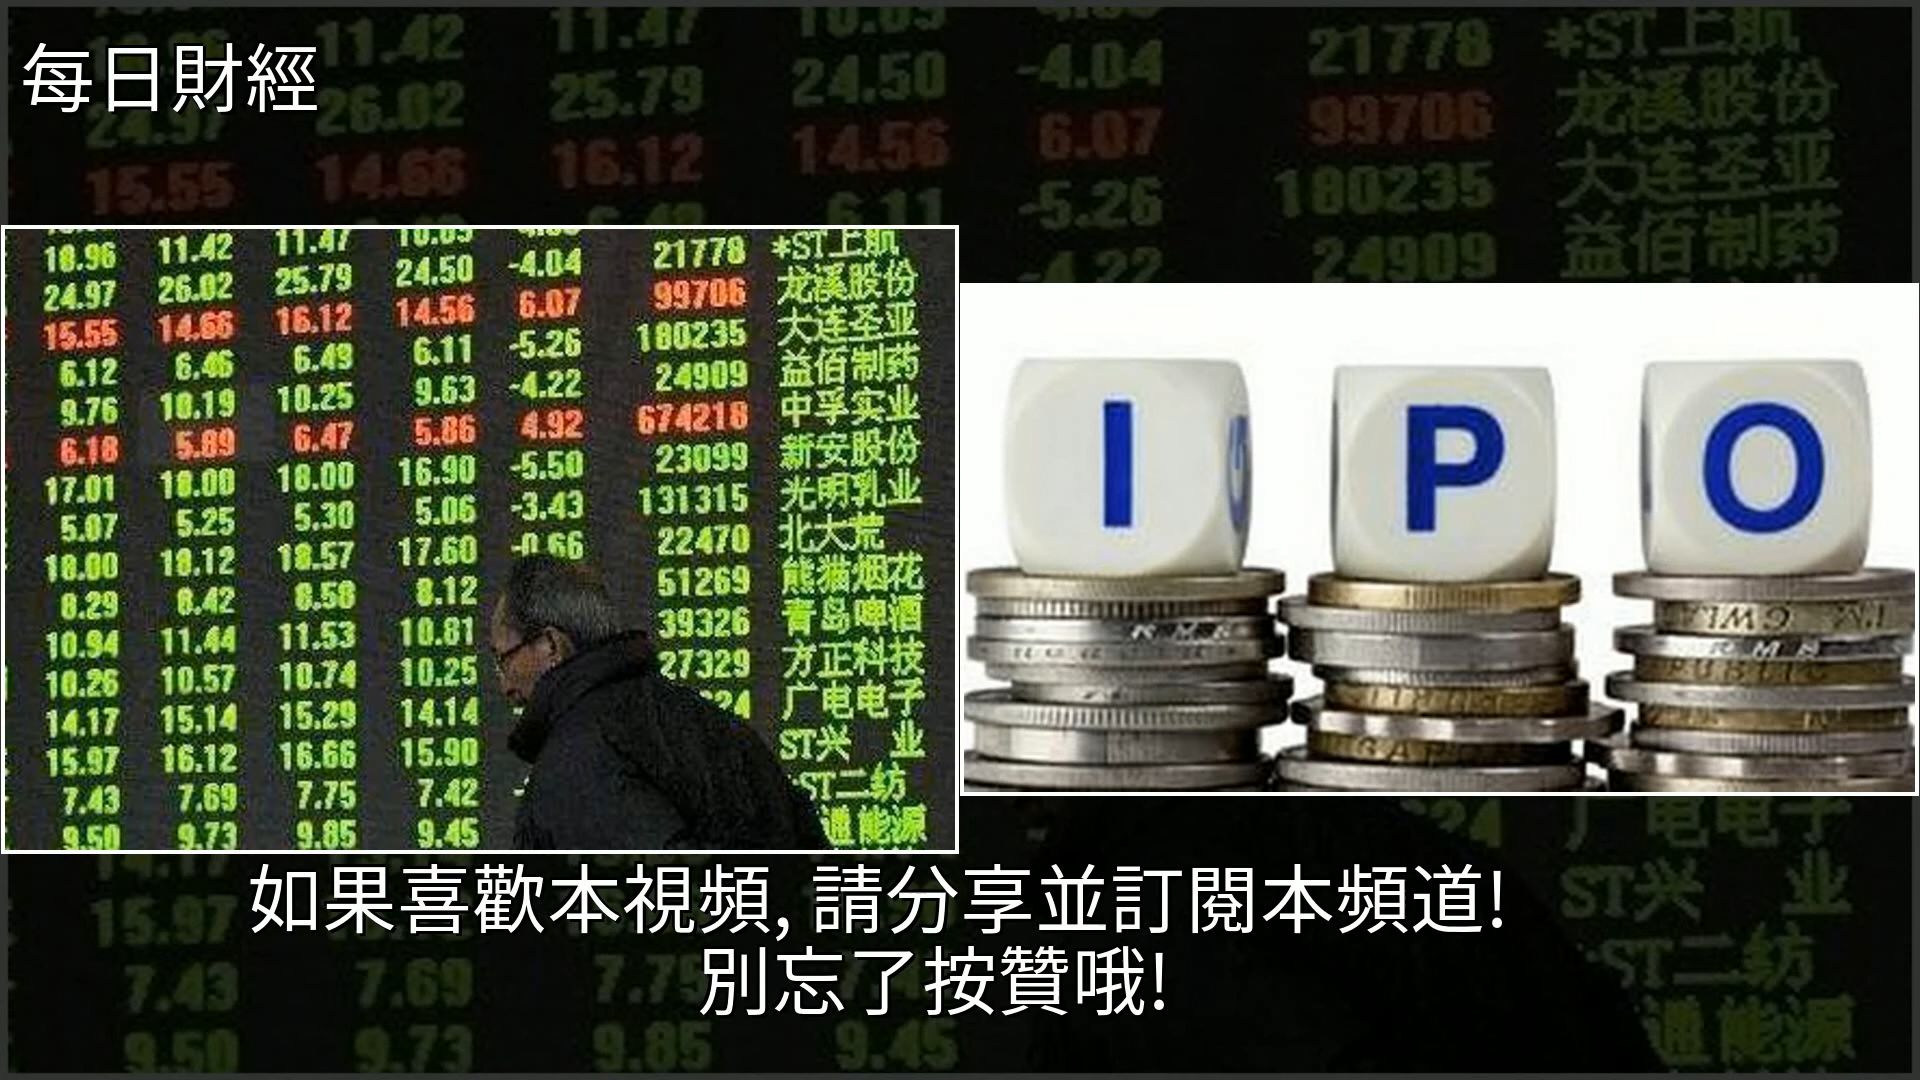 每日財經
18.96 11.42 11.47 10.85 21778 *ST上航
24.97 26.02 25.79 24.50 -4.04 99706 龙溪股份
15.55 14.66 16.12 14.56 6.07 180235 大连圣亚
6.12 6.46 6.49 6.11 -5.26 24909 益佰制药
9.76 10.19 10.25 9.63 -4.22 674218 中孚实业
6.18 5.89 6.47 5.86 4.92 23099 新安股份
17.01 18.00 18.00 16.90 -5.50 131315 光明乳业
5.07 5.25 5.30 5.06 -3.43 22470 北大荒
18.00 18.12 18.57 17.60 -0.66 51269 熊猫烟花
8.29 8.42 8.58 8.12 39326 青岛啤酒
10.94 11.44 11.53 10.81 27329 方正科技
10.26 10.57 10.74 10.25 广电电子
14.17 15.14 15.29 14.14 ST兴业
15.97 16.12 16.66 15.90 *ST二纺
7.43 7.69 7.75 7.42 通能源
9.50 9.73 9.85 9.45
I P O
如果喜歡本視頻, 請分享並訂閱本頻道!
別忘了按贊哦!